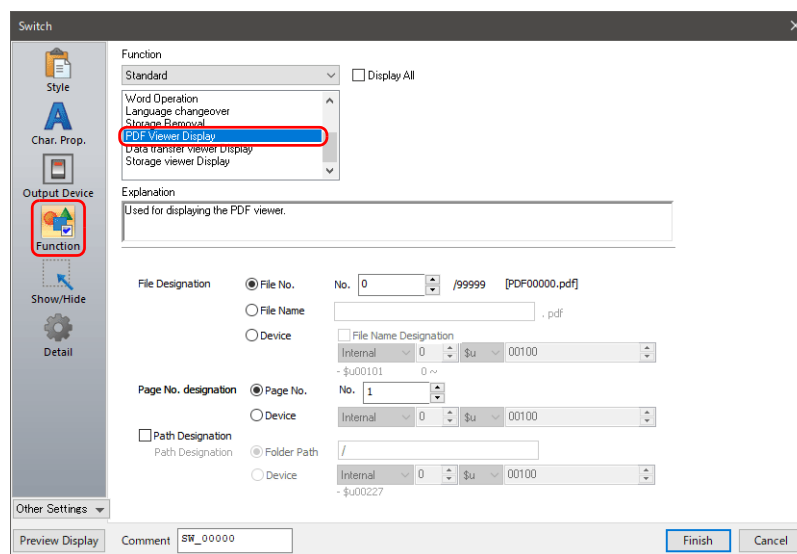 Switch
Style
Char. Prop.
Output Device
Function
Show/Hide
Detail
Other Settings
Preview Display
Function
Standard
Display All
Word Operation
Language changeover
Storage Removal
PDF Viewer Display
Data transfer viewer Display
Storage viewer Display
Explanation
Used for displaying the PDF viewer.
File Designation File No. No. 0 /99999 [PDF00000.pdf]
File Name . pdf
Device File Name Designation
Internal 0 $u 00100
- $u00101 0 ~
Page No. designation Page No. No. 1
Device Internal 0 $u 00100
Path Designation
Path Designation Folder Path /
Device Internal 0 $u 00100
- $u00227
Comment SW_00000
Finish Cancel